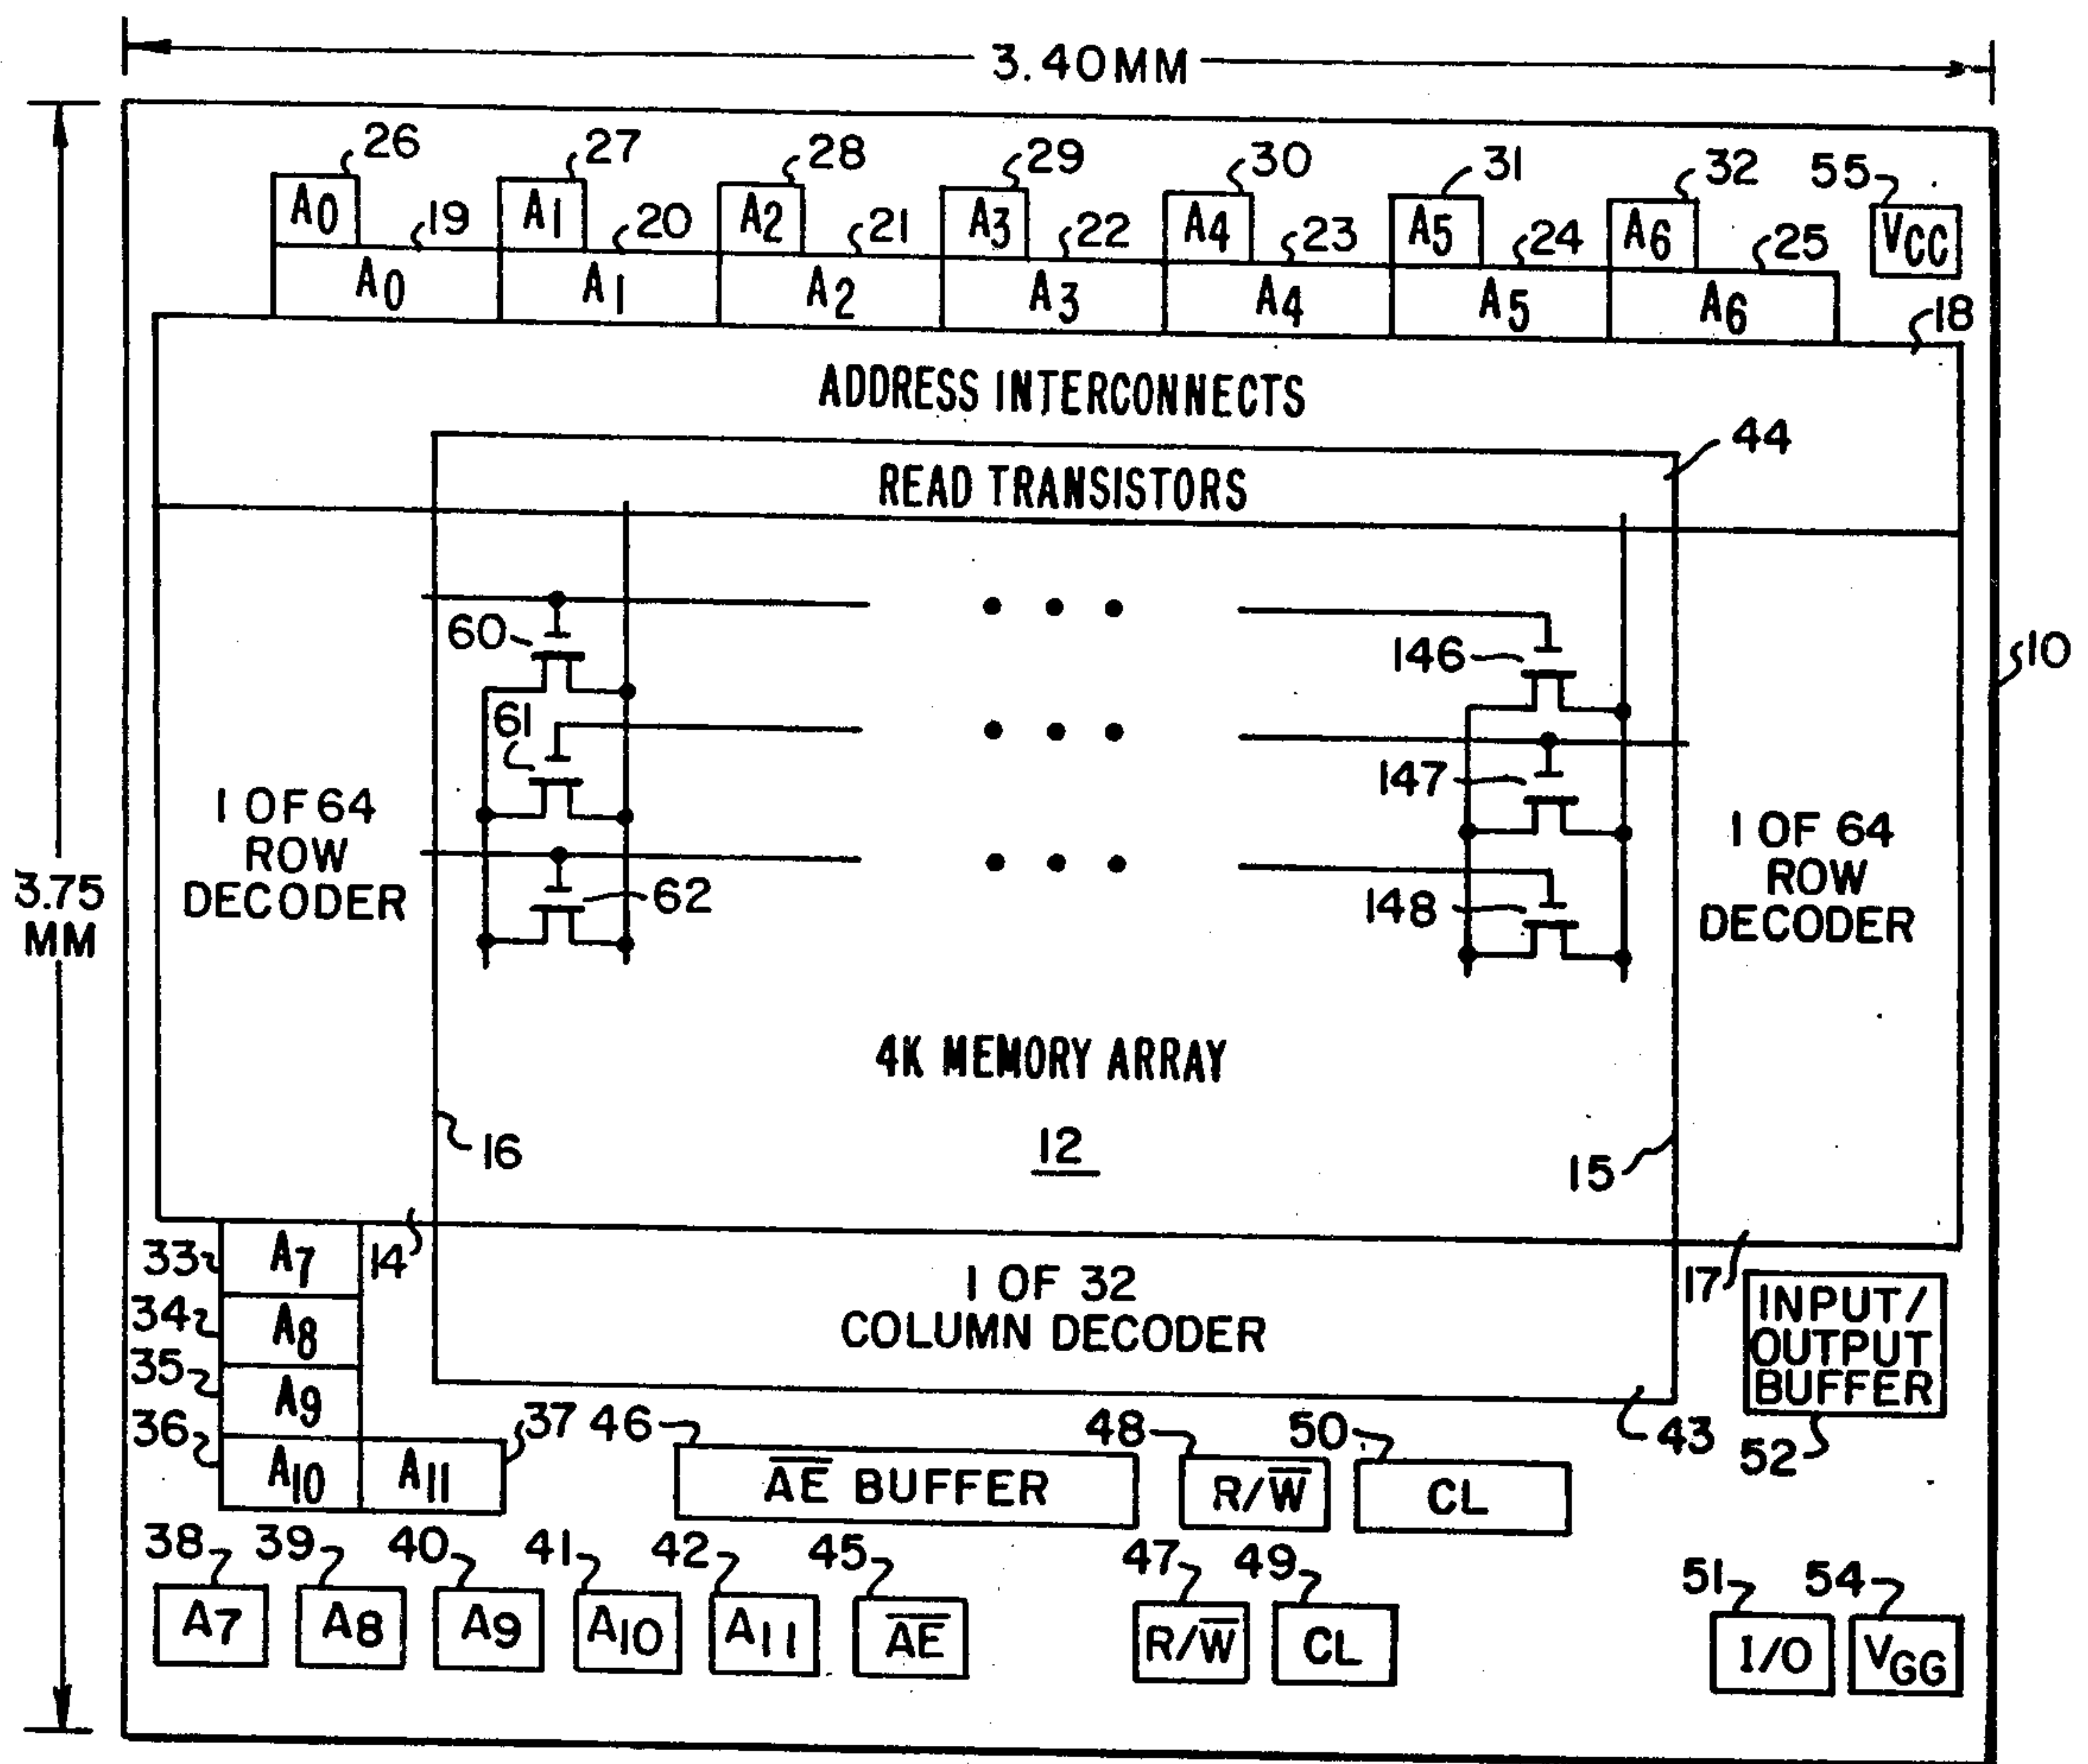 3.40MM
26 27 28 29 30 31 32 55
A0 A1 A2 A3 A4 A5 A6 VCC
19 20 21 22 23 24 25
A0 A1 A2 A3 A4 A5 A6
18
ADDRESS INTERCONNECTS
44
READ TRANSISTORS
60
146
10
61
147
1 OF 64
ROW
DECODER
1 OF 64
ROW
DECODER
3.75
MM
62
148
4K MEMORY ARRAY
12
16
15
33 A7 14
17
1 OF 32
COLUMN DECODER
INPUT/
OUTPUT
BUFFER
34 A8
35 A9
36 A10 A11 37
46 48 50 43 52
A̅E̅ BUFFER R/W̅ CL
38 39 40 41 42 45 47 49 51 54
A7 A8 A9 A10 A11 A̅E̅ R/W̅ CL I/O VGG